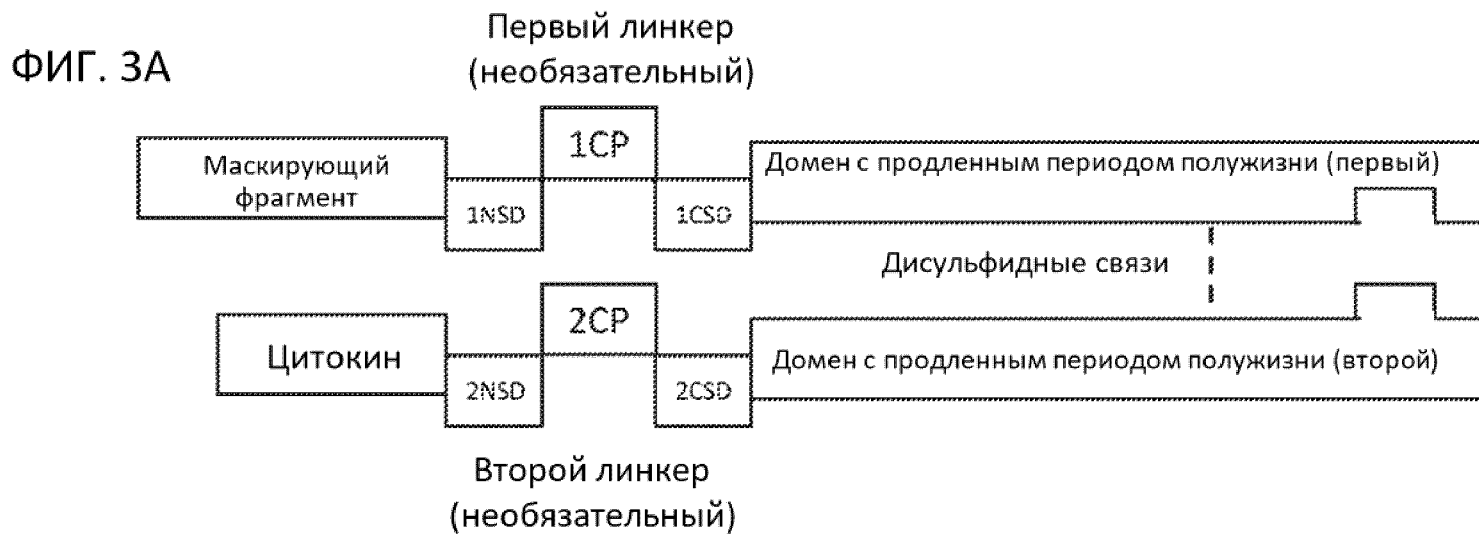 ФИГ. 3A
Первый линкер
(необязательный)
Маскирующий
фрагмент
1NSD
1CP
1CSD
Домен с продленным периодом полужизни (первый)
Дисульфидные связи
Цитокин
2NSD
2CP
2CSD
Домен с продленным периодом полужизни (второй)
Второй линкер
(необязательный)